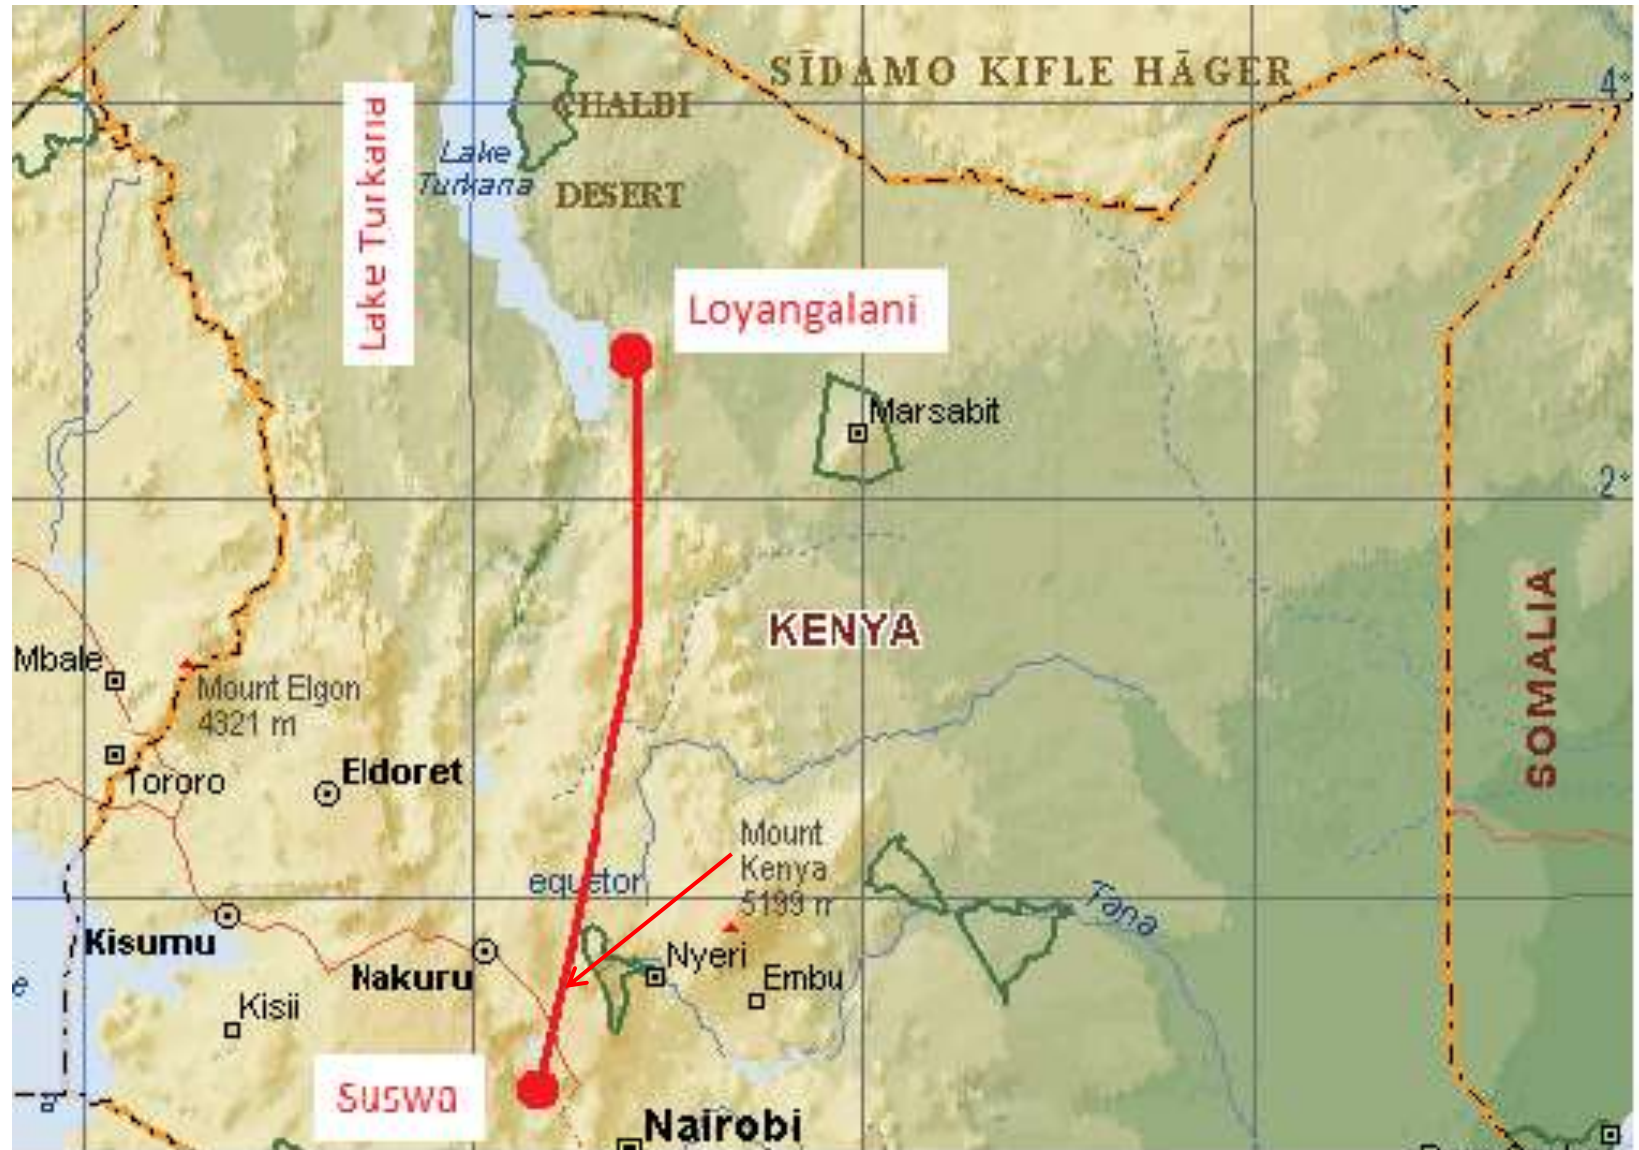 SĪDAMO KIFLE HĀGER
4°
CHALBI
Lake Turkana
Lake
Turkana
DESERT
Loyangalani
Marsabit
2°
KENYA
SOMALIA
Mbale
Mount Elgon
4321 m
Tororo
Eldoret
Mount
Kenya
5199 m
equator
Tana
Kisumu
Nakuru
Nyeri
Embu
Kisii
Suswa
Nairobi